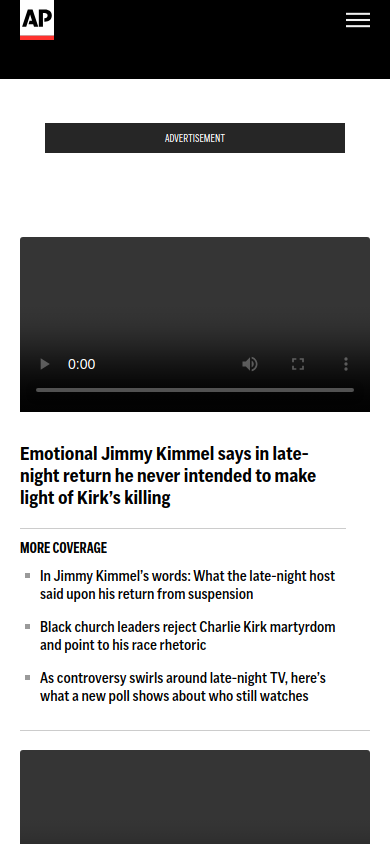 AP
ADVERTISEMENT
0:00
Emotional Jimmy Kimmel says in late-
night return he never intended to make
light of Kirk’s killing
MORE COVERAGE
In Jimmy Kimmel’s words: What the late-night host
said upon his return from suspension
Black church leaders reject Charlie Kirk martyrdom
and point to his race rhetoric
As controversy swirls around late-night TV, here’s
what a new poll shows about who still watches